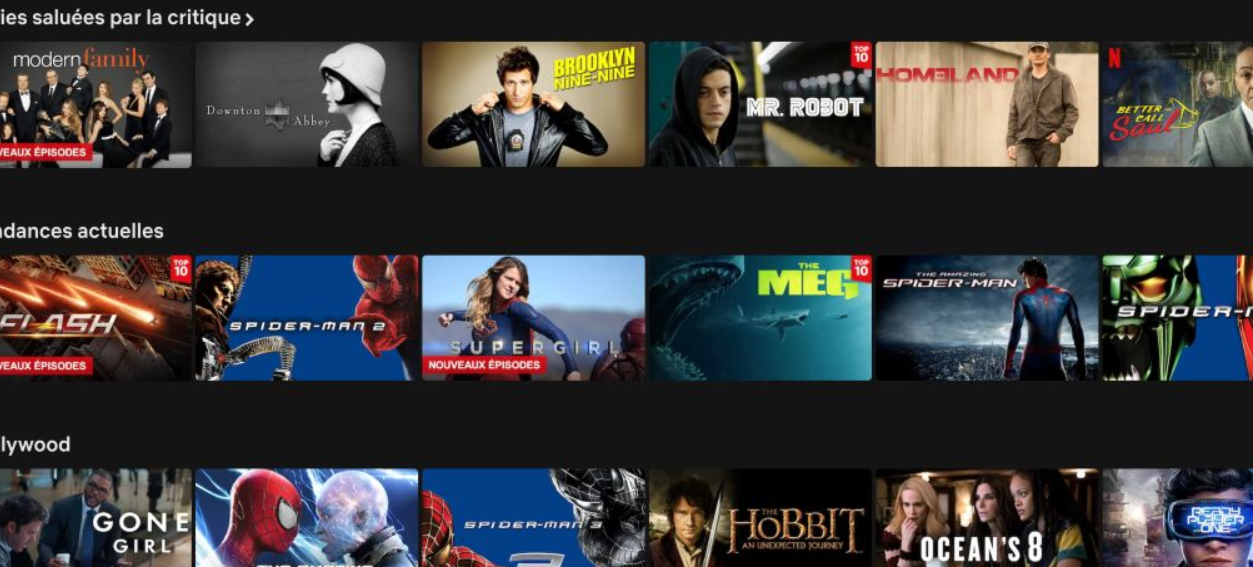 ies saluées par la critique >
modern family
VEAUX ÉPISODES
Downton Abbey
BROOKLYN
NINE-NINE
TOP
10
MR. ROBOT
HOMELAND
N
BETTER
CALL
Saul
ndances actuelles
TOP
10
FLASH
VEAUX ÉPISODES
SPIDER-MAN 2
SUPERGIRL
NOUVEAUX ÉPISODES
THE
MEG
TOP
10
THE AMAZING
SPIDER-MAN
SPIDER-
lywood
GONE
GIRL
SPIDER-MAN 3
3
THE
HOBBIT
AN UNEXPECTED JOURNEY
OCEAN'S 8
READY
PLAYER
ONE